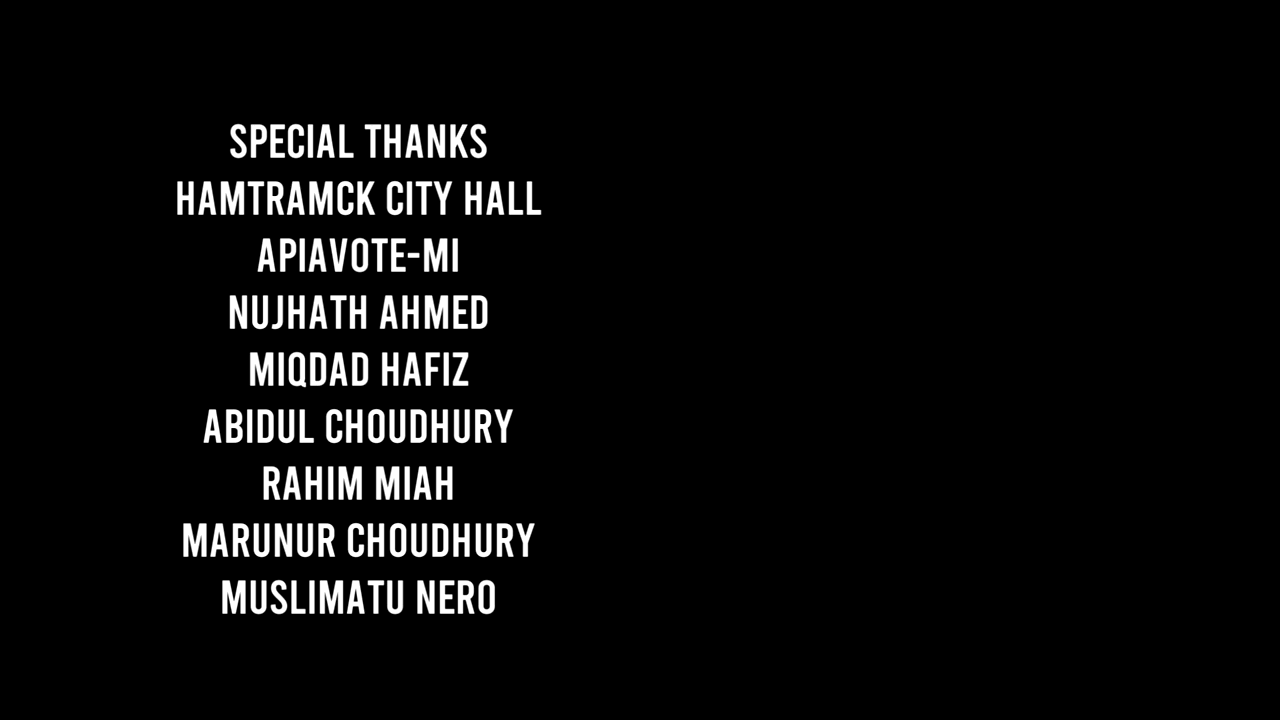 SPECIAL THANKS
HAMTRAMCK CITY HALL
APIAVOTE-MI
NUJHATH AHMED
MIQDAD HAFIZ
ABIDUL CHOUDHURY
RAHIM MIAH
MARUNUR CHOUDHURY
MUSLIMATU NERO